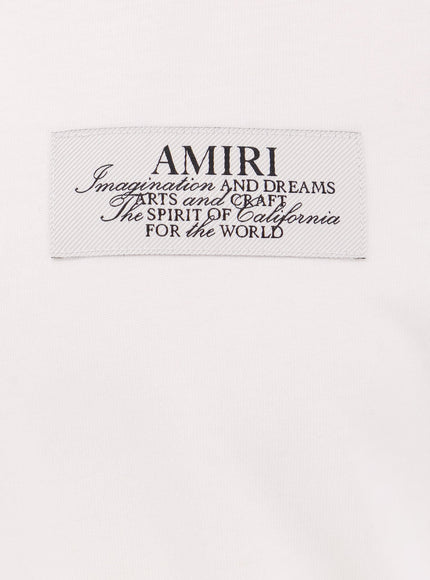 AMIRI
Imagination AND DREAMS
ARTS and CRAFT
The SPIRIT OF California
FOR the WORLD